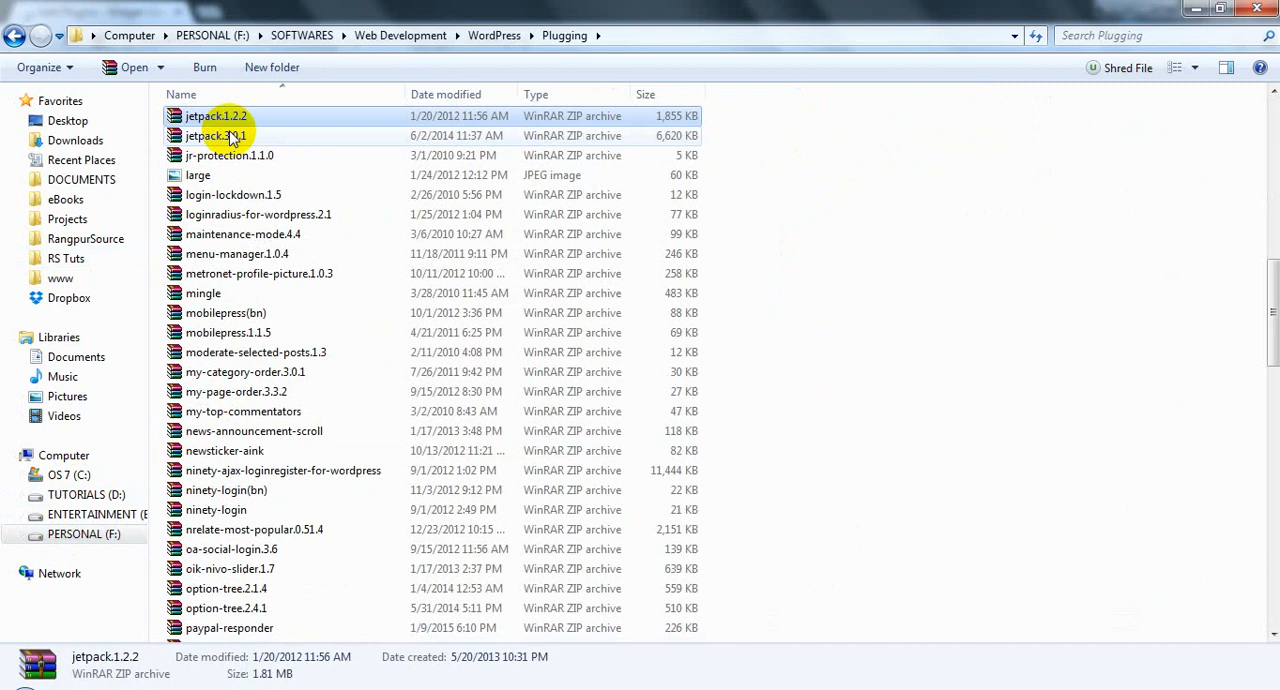 Computer PERSONAL (F:) SOFTWARES Web Development WordPress Plugging Search Plugging
Organize Open Burn New folder Shred File
Name Date modified Type Size
Favorites
Desktop
Downloads
Recent Places
DOCUMENTS
eBooks
Projects
RangpurSource
RS Tuts
www
Dropbox
Libraries
Documents
Music
Pictures
Videos
Computer
OS 7 (C:)
TUTORIALS (D:)
ENTERTAINMENT (E
PERSONAL (F:)
Network
jetpack.1.2.2 1/20/2012 11:56 AM WinRAR ZIP archive 1,855 KB
6/2/2014 11:37 AM WinRAR ZIP archive 6,620 KB
jr-protection.1.1.0 3/1/2010 9:21 PM WinRAR ZIP archive 5 KB
large 1/24/2012 12:12 PM JPEG image 60 KB
login-lockdown.1.5 2/26/2010 5:56 PM WinRAR ZIP archive 12 KB
loginradius-for-wordpress.2.1 1/25/2012 1:04 PM WinRAR ZIP archive 77 KB
maintenance-mode.4.4 3/6/2010 10:27 AM WinRAR ZIP archive 99 KB
menu-manager.1.0.4 11/18/2011 9:11 PM WinRAR ZIP archive 246 KB
metronet-profile-picture.1.0.3 10/11/2012 10:00 ... WinRAR ZIP archive 258 KB
mingle 3/28/2010 11:45 AM WinRAR ZIP archive 483 KB
mobilepress(bn) 10/1/2012 3:36 PM WinRAR ZIP archive 88 KB
mobilepress.1.1.5 4/21/2011 6:25 PM WinRAR ZIP archive 69 KB
moderate-selected-posts.1.3 2/11/2010 4:08 PM WinRAR ZIP archive 12 KB
my-category-order.3.0.1 7/26/2011 9:42 PM WinRAR ZIP archive 30 KB
my-page-order.3.3.2 9/15/2012 8:30 PM WinRAR ZIP archive 27 KB
my-top-commentators 3/2/2010 8:43 AM WinRAR ZIP archive 47 KB
news-announcement-scroll 1/17/2013 3:48 PM WinRAR ZIP archive 118 KB
newsticker-aink 10/13/2012 11:21 ... WinRAR ZIP archive 82 KB
ninety-ajax-loginregister-for-wordpress 9/1/2012 1:02 PM WinRAR ZIP archive 11,444 KB
ninety-login(bn) 11/3/2012 9:12 PM WinRAR ZIP archive 22 KB
ninety-login 9/1/2012 2:49 PM WinRAR ZIP archive 21 KB
nrelate-most-popular.0.51.4 12/23/2012 10:15 ... WinRAR ZIP archive 2,151 KB
oa-social-login.3.6 9/15/2012 11:56 AM WinRAR ZIP archive 139 KB
oik-nivo-slider.1.7 1/17/2013 2:37 PM WinRAR ZIP archive 639 KB
option-tree.2.1.4 1/4/2014 12:53 AM WinRAR ZIP archive 559 KB
option-tree.2.4.1 5/31/2014 5:11 PM WinRAR ZIP archive 510 KB
paypal-responder 1/9/2015 6:10 PM WinRAR ZIP archive 226 KB
jetpack.1.2.2 Date modified: 1/20/2012 11:56 AM Date created: 5/20/2013 10:31 PM
WinRAR ZIP archive Size: 1.81 MB